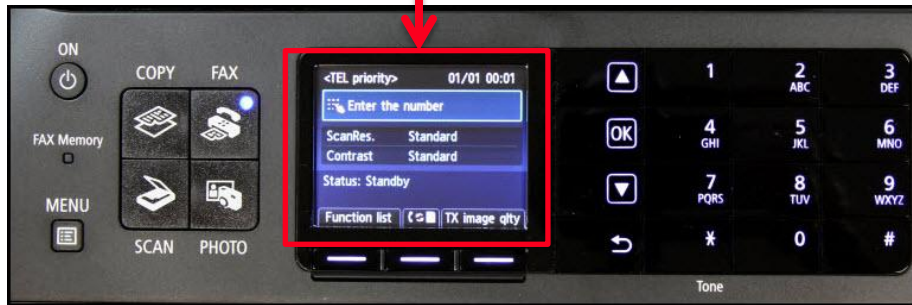 ON
COPY FAX
FAX Memory
MENU
SCAN PHOTO
<TEL priority> 01/01 00:01
Enter the number
ScanRes. Standard
Contrast Standard
Status: Standby
Function list TX image qlty
1 2 ABC 3 DEF
OK 4 GHI 5 JKL 6 MNO
7 PQRS 8 TUV 9 WXYZ
* 0 #
Tone